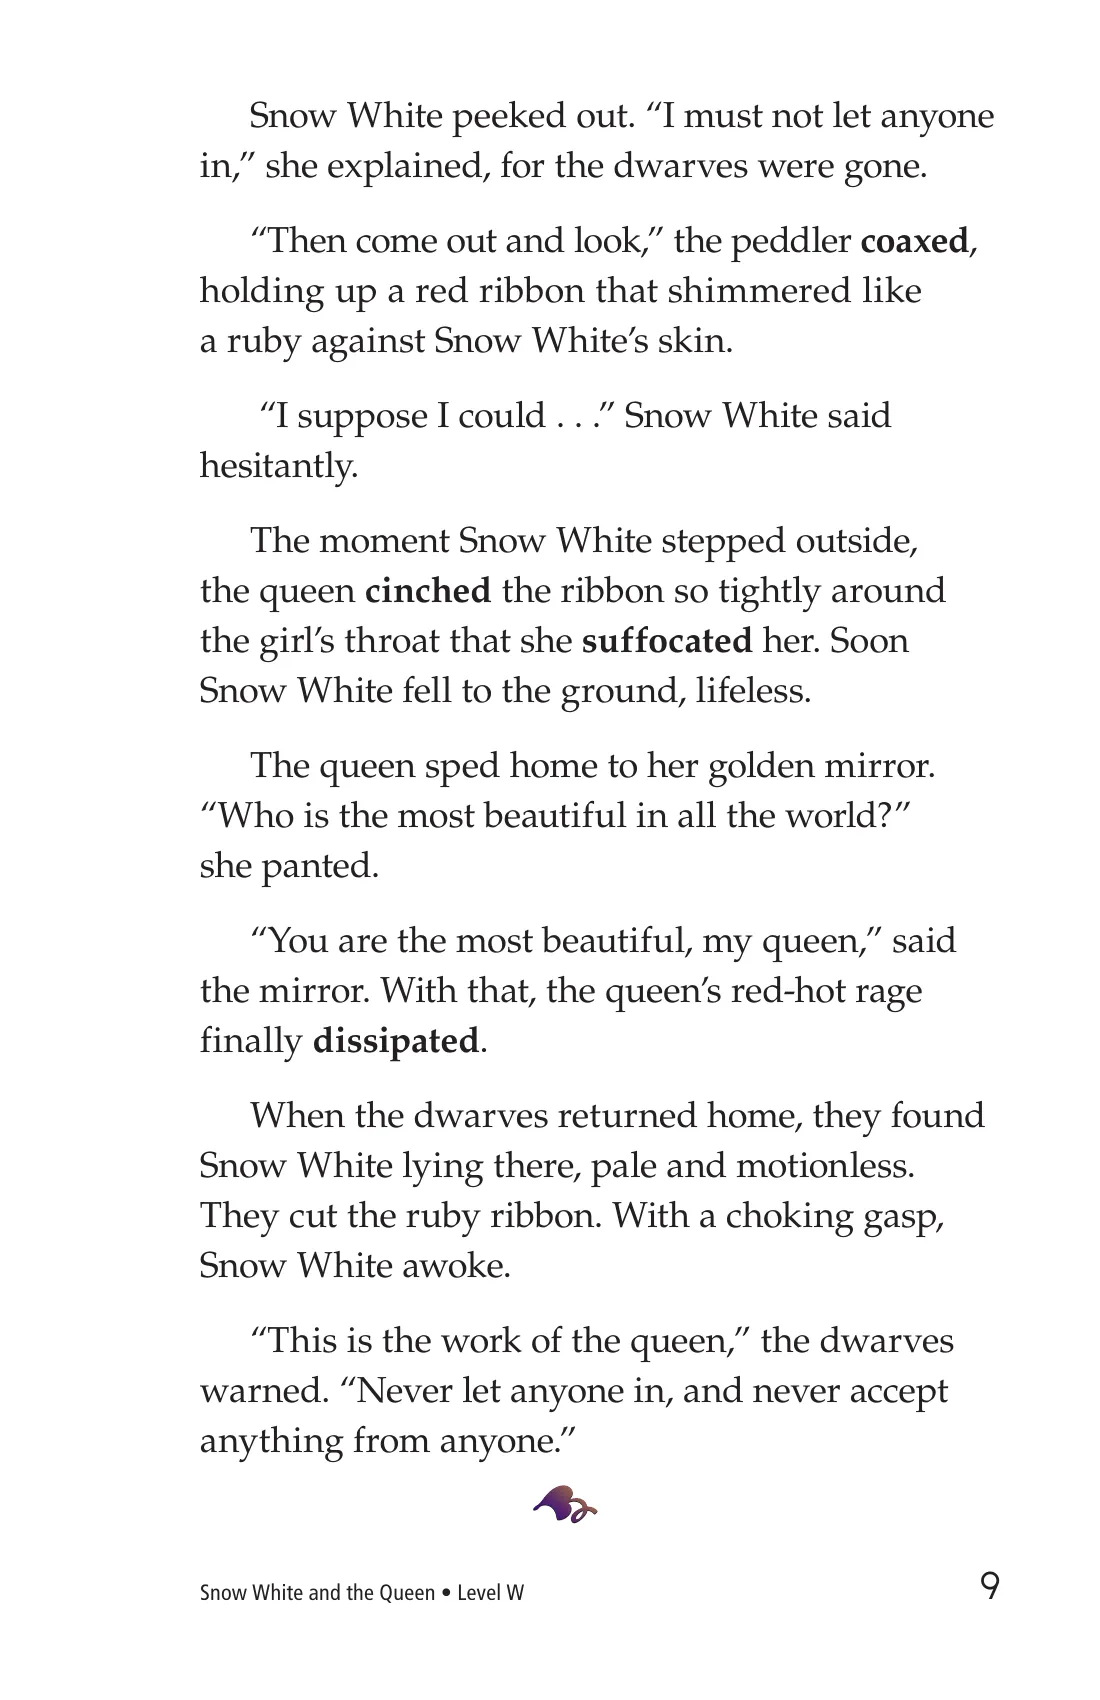 Snow White peeked out. “I must not let anyone
in,” she explained, for the dwarves were gone.
“Then come out and look,” the peddler coaxed,
holding up a red ribbon that shimmered like
a ruby against Snow White’s skin.
“I suppose I could . . .” Snow White said
hesitantly.
The moment Snow White stepped outside,
the queen cinched the ribbon so tightly around
the girl’s throat that she suffocated her. Soon
Snow White fell to the ground, lifeless.
The queen sped home to her golden mirror.
“Who is the most beautiful in all the world?”
she panted.
“You are the most beautiful, my queen,” said
the mirror. With that, the queen’s red-hot rage
finally dissipated.
When the dwarves returned home, they found
Snow White lying there, pale and motionless.
They cut the ruby ribbon. With a choking gasp,
Snow White awoke.
“This is the work of the queen,” the dwarves
warned. “Never let anyone in, and never accept
anything from anyone.”
Snow White and the Queen • Level W
9